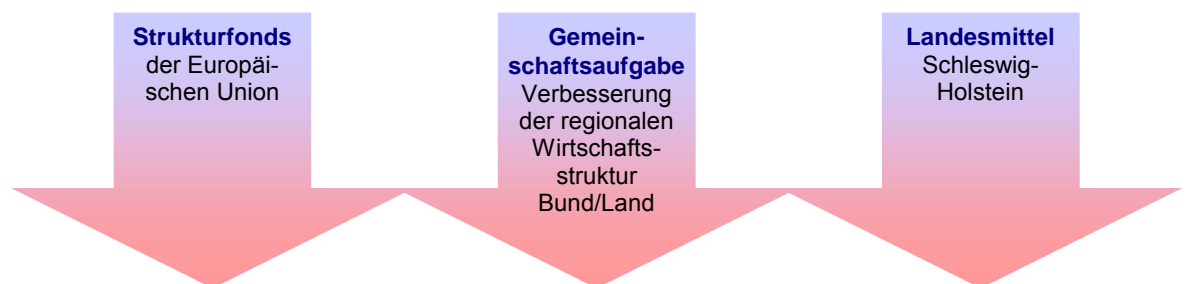 Strukturfonds
der Europäi-
schen Union
Gemein-
schaftsaufgabe
Verbesserung
der regionalen
Wirtschafts-
struktur
Bund/Land
Landesmittel
Schleswig-
Holstein